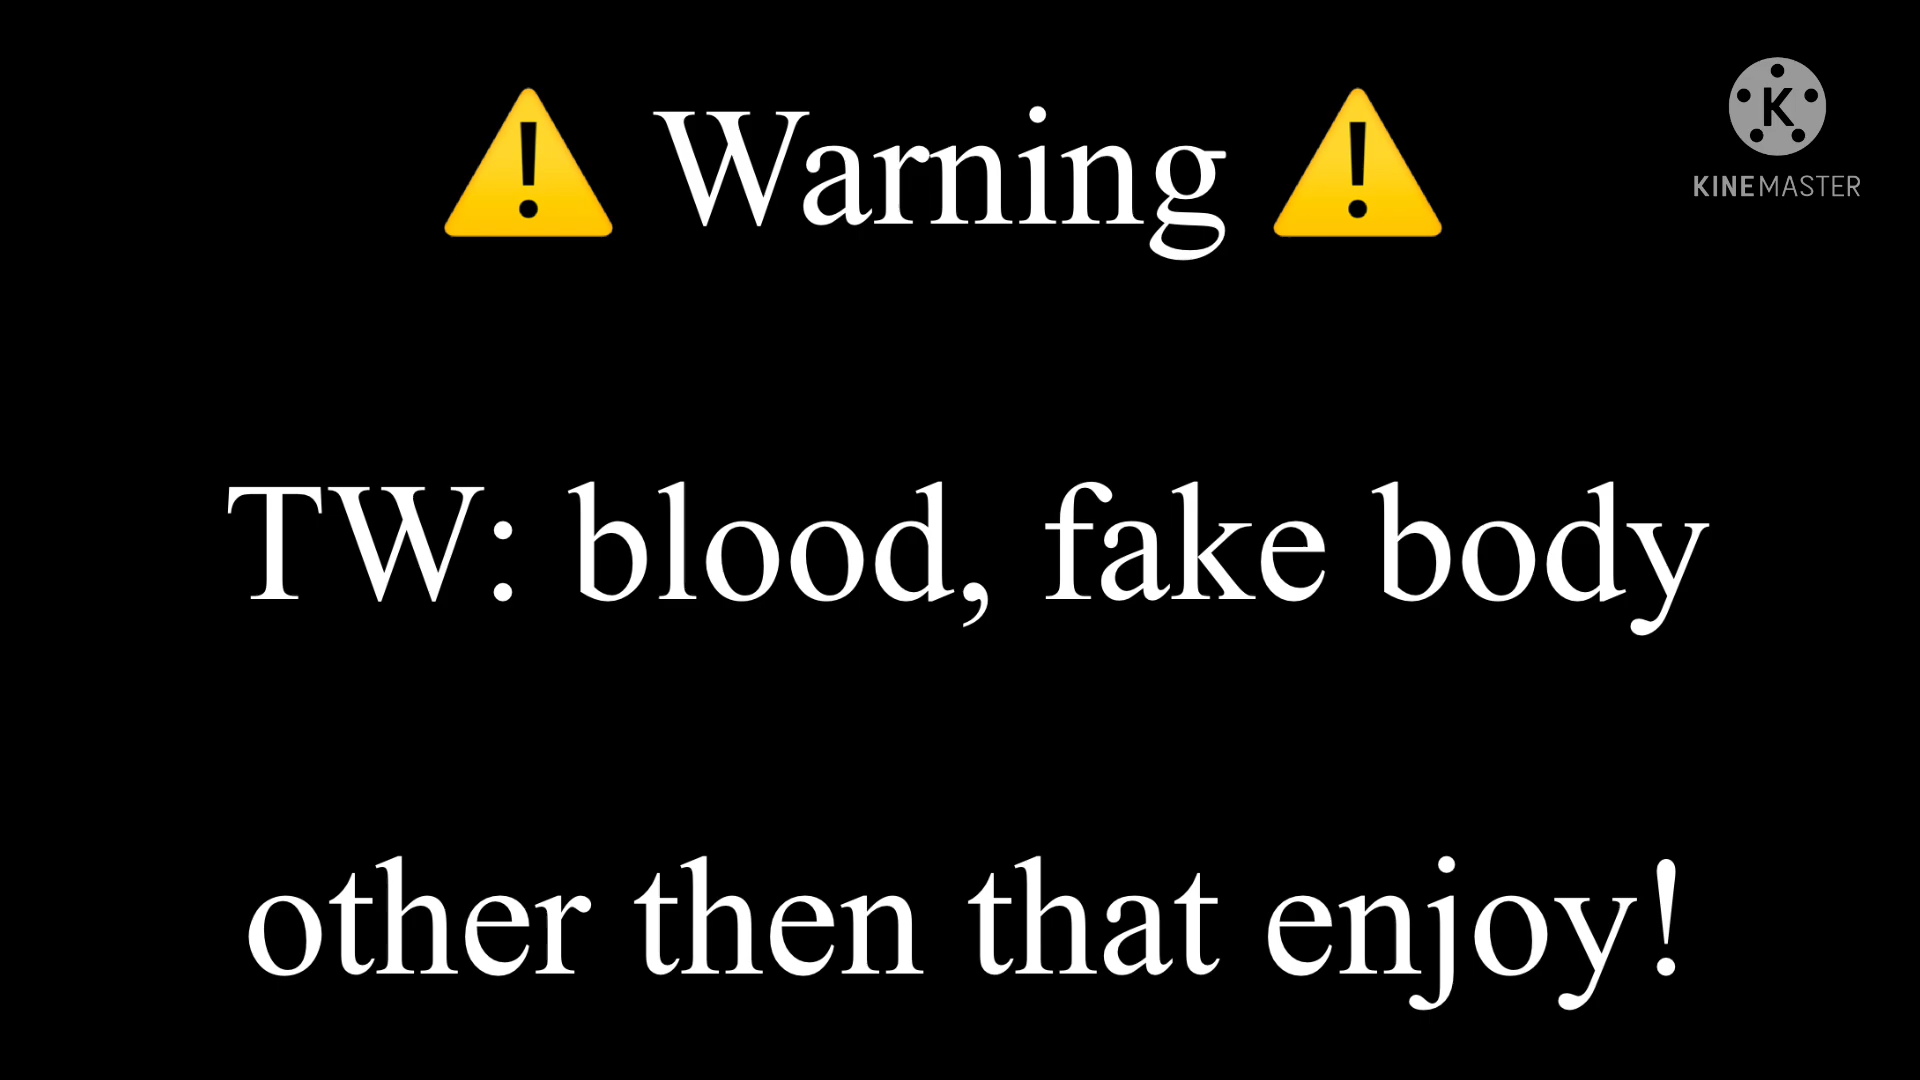 ⚠️ Warning ⚠️
K
KINEMASTER
TW: blood, fake body
other then that enjoy!